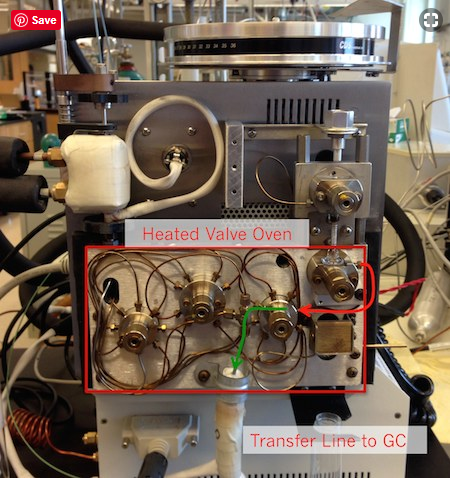 Save
Heated Valve Oven
Transfer Line to GC